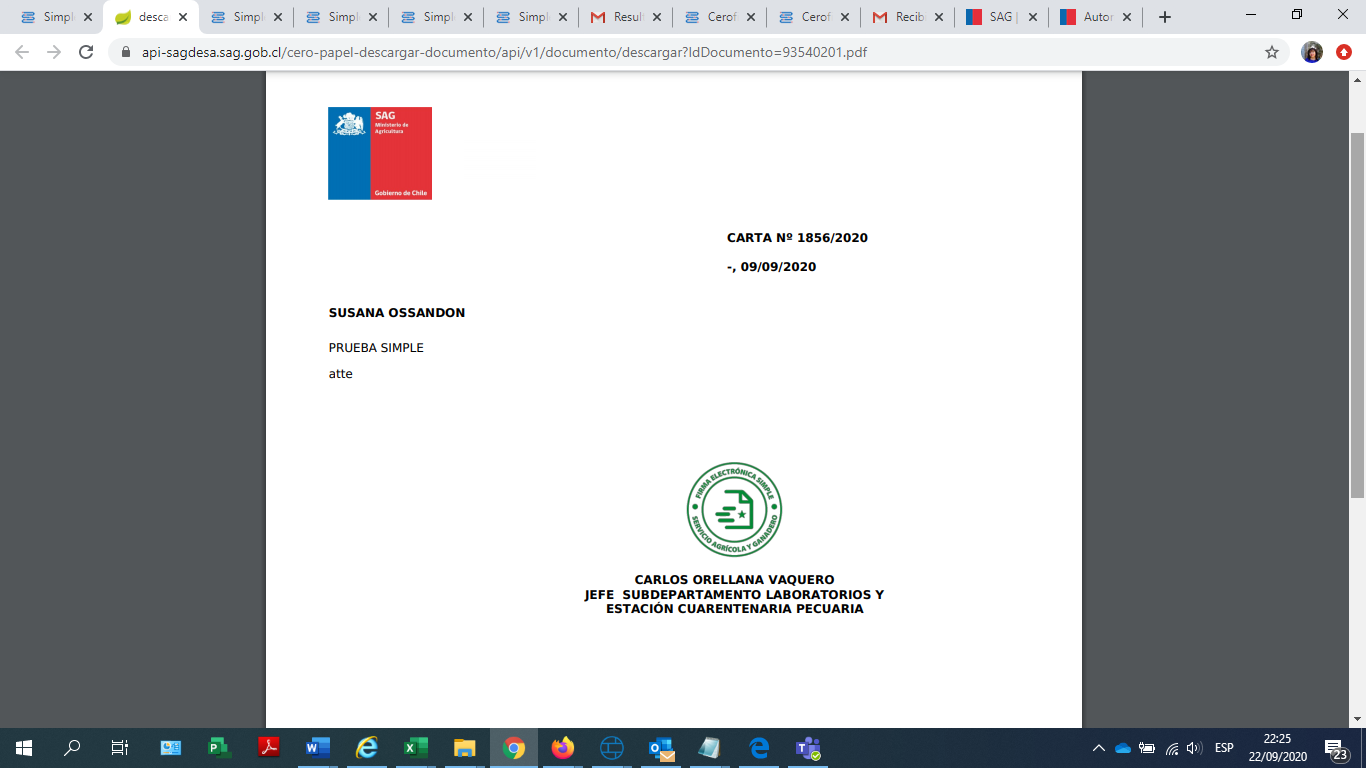 Simpl
desca
Simpl
Simpl
Simpl
Simpl
Result
Cerofi
Cerofi
Recib
SAG |
Autor
api-sagdesa.sag.gob.cl/cero-papel-descargar-documento/api/v1/documento/descargar?IdDocumento=93540201.pdf
SAG
Ministerio de
Agricultura
Gobierno de Chile
CARTA Nº 1856/2020
-, 09/09/2020
SUSANA OSSANDON
PRUEBA SIMPLE
atte
FIRMA ELECTRÓNICA SIMPLE
SERVICIO AGRÍCOLA Y GANADERO
CARLOS ORELLANA VAQUERO
JEFE SUBDEPARTAMENTO LABORATORIOS Y
ESTACIÓN CUARENTENARIA PECUARIA
ESP
22:25
22/09/2020
23